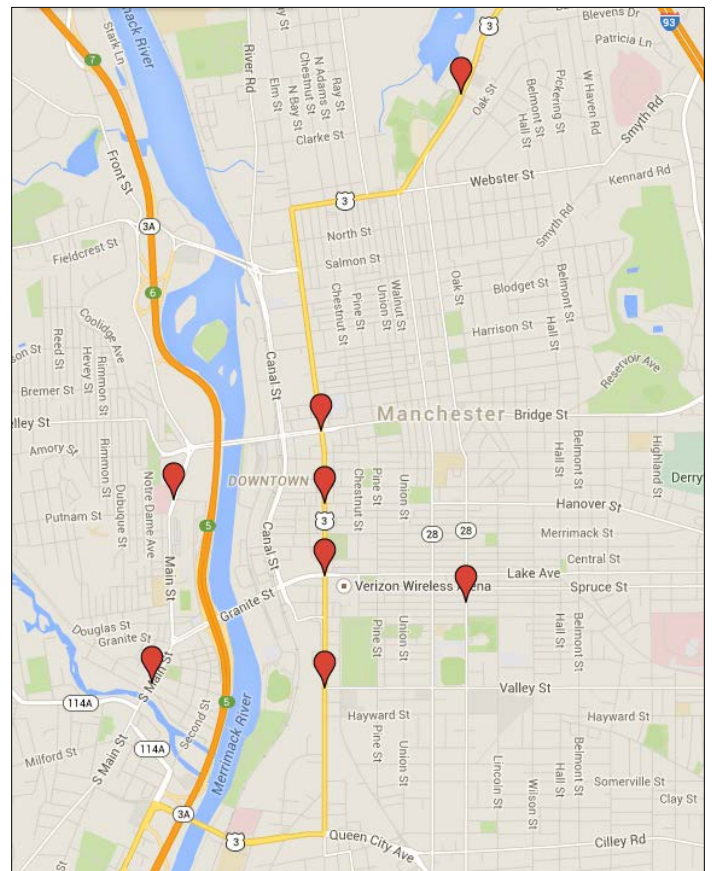 Stark Ln
Merrimack River
River Rd
Elm St
N Bay St
Chestnut St
N Adams St
Ray St
Clarke St
3
Blevens Dr
93
Patricia Ln
Oak St
Pickering St
Belmont St
Hall St
W Haven Rd
Smyth Rd
7
Front St
Webster St
Kennard Rd
3
3A
North St
Smyth Rd
Fieldcrest St
Salmon St
6
Coolidge Ave
Chestnut St
Pine St
Walnut St
Union St
Oak St
Blodget St
Belmont St
Hall St
Harrison St
Reed St
Hevey St
Rimmon St
son St
Canal St
Reservoir Ave
Bremer St
Manchester
Bridge St
lley St
Amory St
Rimmon St
Dubuque St
Notre Dame Ave
DOWNTOWN
Chestnut St
Pine St
Union St
Hall St
Belmont St
Highland St
Derry
Putnam St
5
3
Hanover St
28
28
Merrimack St
Canal St
Central St
Main St
Lake Ave
Verizon Wireless Arena
Spruce St
Granite St
Douglas St
Granite St
Pine St
Union St
Hall St
Belmont St
S Main St
114A
5
Valley St
Second St
Hayward St
Hayward St
Merrimack River
114A
S Main St
Milford St
Pine St
Union St
Lincoln St
Wilson St
Hall St
Belmont St
Somerville St
Clay St
3A
3
Queen City Ave
Cilley Rd
St